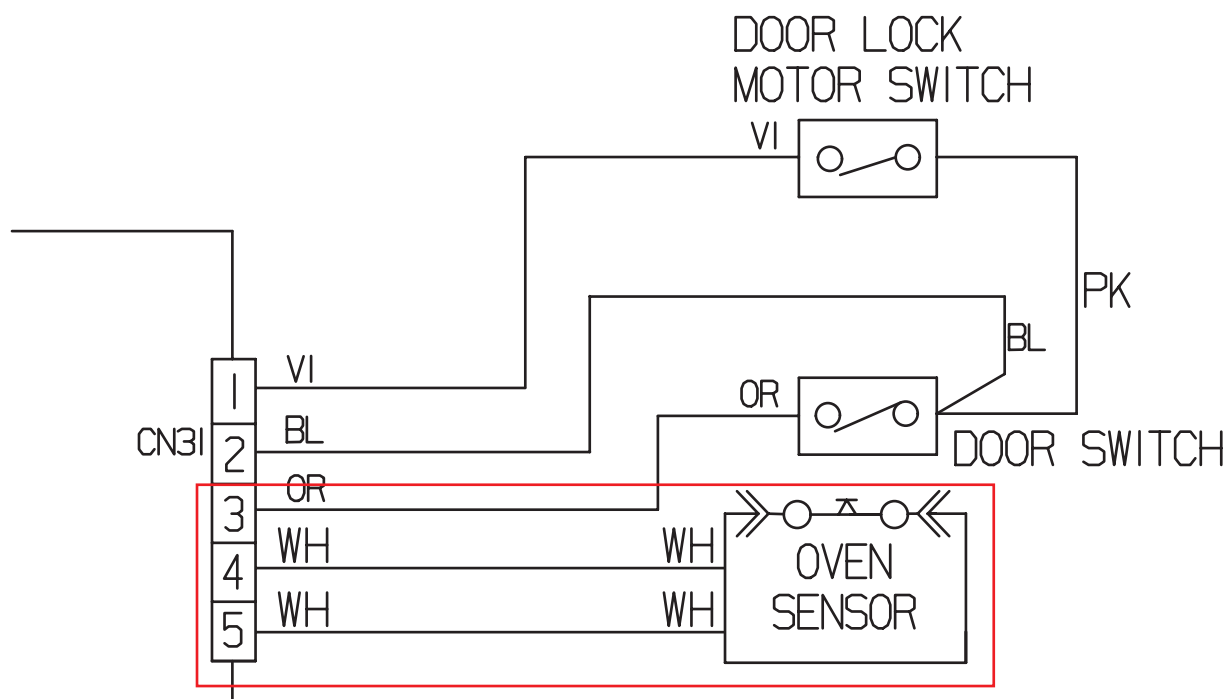 DOOR LOCK
MOTOR SWITCH
VI
PK
BL
VI
OR
1
CN31
BL
2
DOOR SWITCH
OR
3
WH
WH
4
OVEN
SENSOR
WH
WH
5